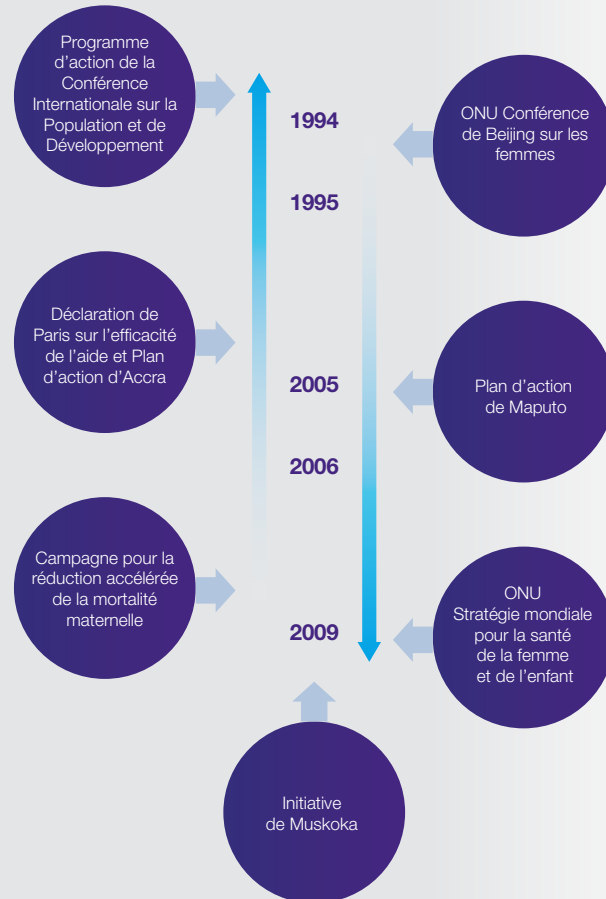 Programme
d’action de la
Conférence
Internationale sur la
Population et de
Développement
1994
ONU Conférence
de Beijing sur les
femmes
1995
Déclaration de
Paris sur l’efficacité
de l’aide et Plan
d’action d’Accra
2005
Plan d’action
de Maputo
2006
Campagne pour la
réduction accélérée
de la mortalité
maternelle
2009
ONU
Stratégie mondiale
pour la santé
de la femme
et de l’enfant
Initiative
de Muskoka